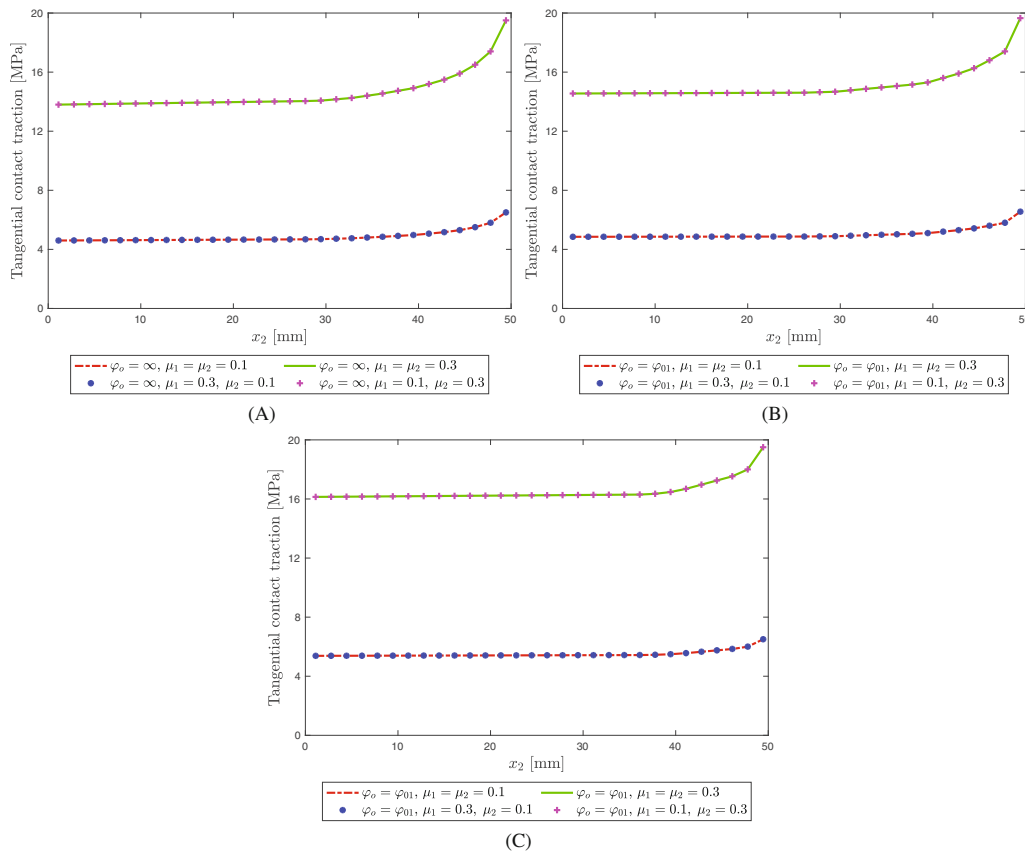 Tangential contact traction [MPa]
20
16
12
8
4
0
0 10 20 30 40 50
x₂ [mm]
φₒ = ∞, μ₁ = μ₂ = 0.1 φₒ = ∞, μ₁ = μ₂ = 0.3
φₒ = ∞, μ₁ = 0.3, μ₂ = 0.1 φₒ = ∞, μ₁ = 0.1, μ₂ = 0.3
(A)
Tangential contact traction [MPa]
20
16
12
8
4
0
0 10 20 30 40 50
x₂ [mm]
φₒ = φ₀₁, μ₁ = μ₂ = 0.1 φₒ = φ₀₁, μ₁ = μ₂ = 0.3
φₒ = φ₀₁, μ₁ = 0.3, μ₂ = 0.1 φₒ = φ₀₁, μ₁ = 0.1, μ₂ = 0.3
(B)
Tangential contact traction [MPa]
20
16
12
8
4
0
0 10 20 30 40 50
x₂ [mm]
φₒ = φ₀₁, μ₁ = μ₂ = 0.1 φₒ = φ₀₁, μ₁ = μ₂ = 0.3
φₒ = φ₀₁, μ₁ = 0.3, μ₂ = 0.1 φₒ = φ₀₁, μ₁ = 0.1, μ₂ = 0.3
(C)